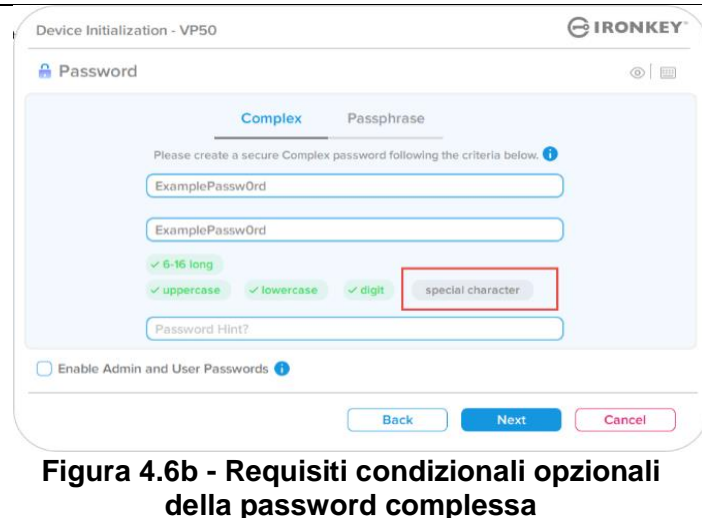 Device Initialization - VP50
IRONKEY
Password
Complex Passphrase
Please create a secure Complex password following the criteria below.
ExamplePassw0rd
ExamplePassw0rd
✓ 6-16 long
✓ uppercase ✓ lowercase ✓ digit special character
Password Hint?
Enable Admin and User Passwords
Back Next Cancel
Figura 4.6b - Requisiti condizionali opzionali
della password complessa